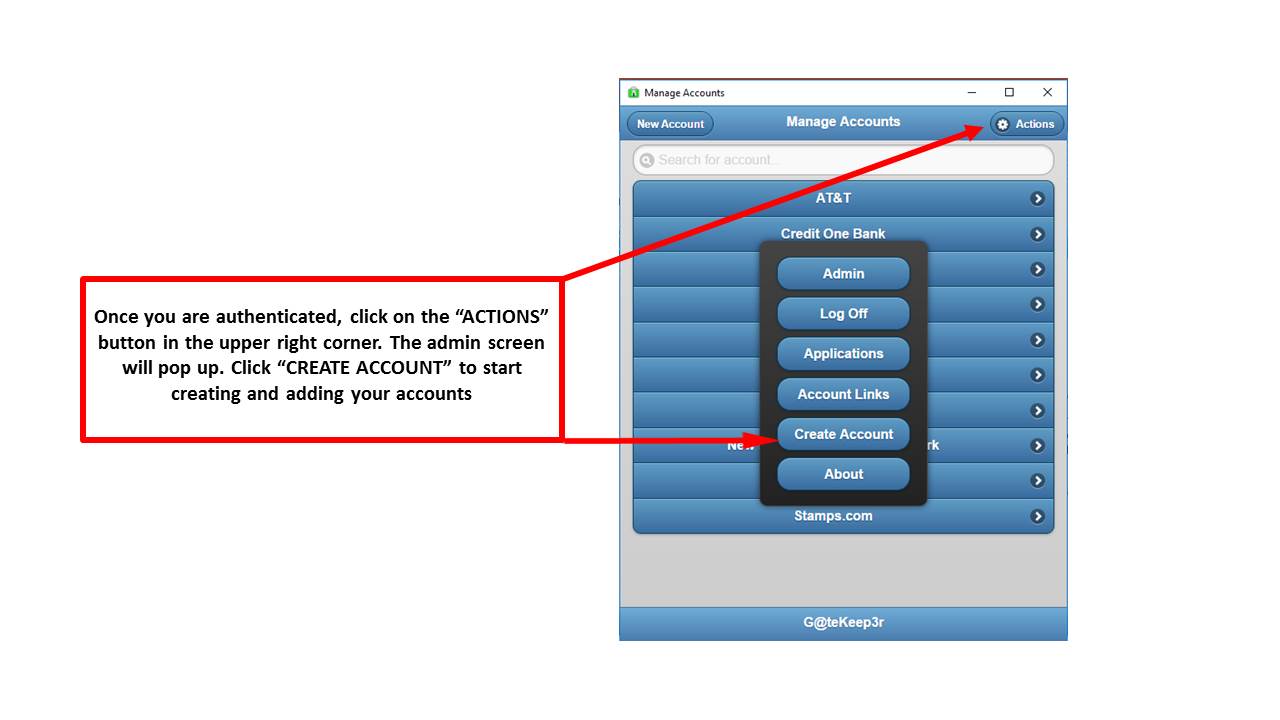 Manage Accounts
New Account
Manage Accounts
Actions
Search for account...
AT&T
Credit One Bank
Admin
Log Off
Applications
Account Links
Once you are authenticated, click on the “ACTIONS”
button in the upper right corner. The admin screen
will pop up. Click “CREATE ACCOUNT” to start
creating and adding your accounts
Create Account
New
About
Stamps.com
G@teKeep3r